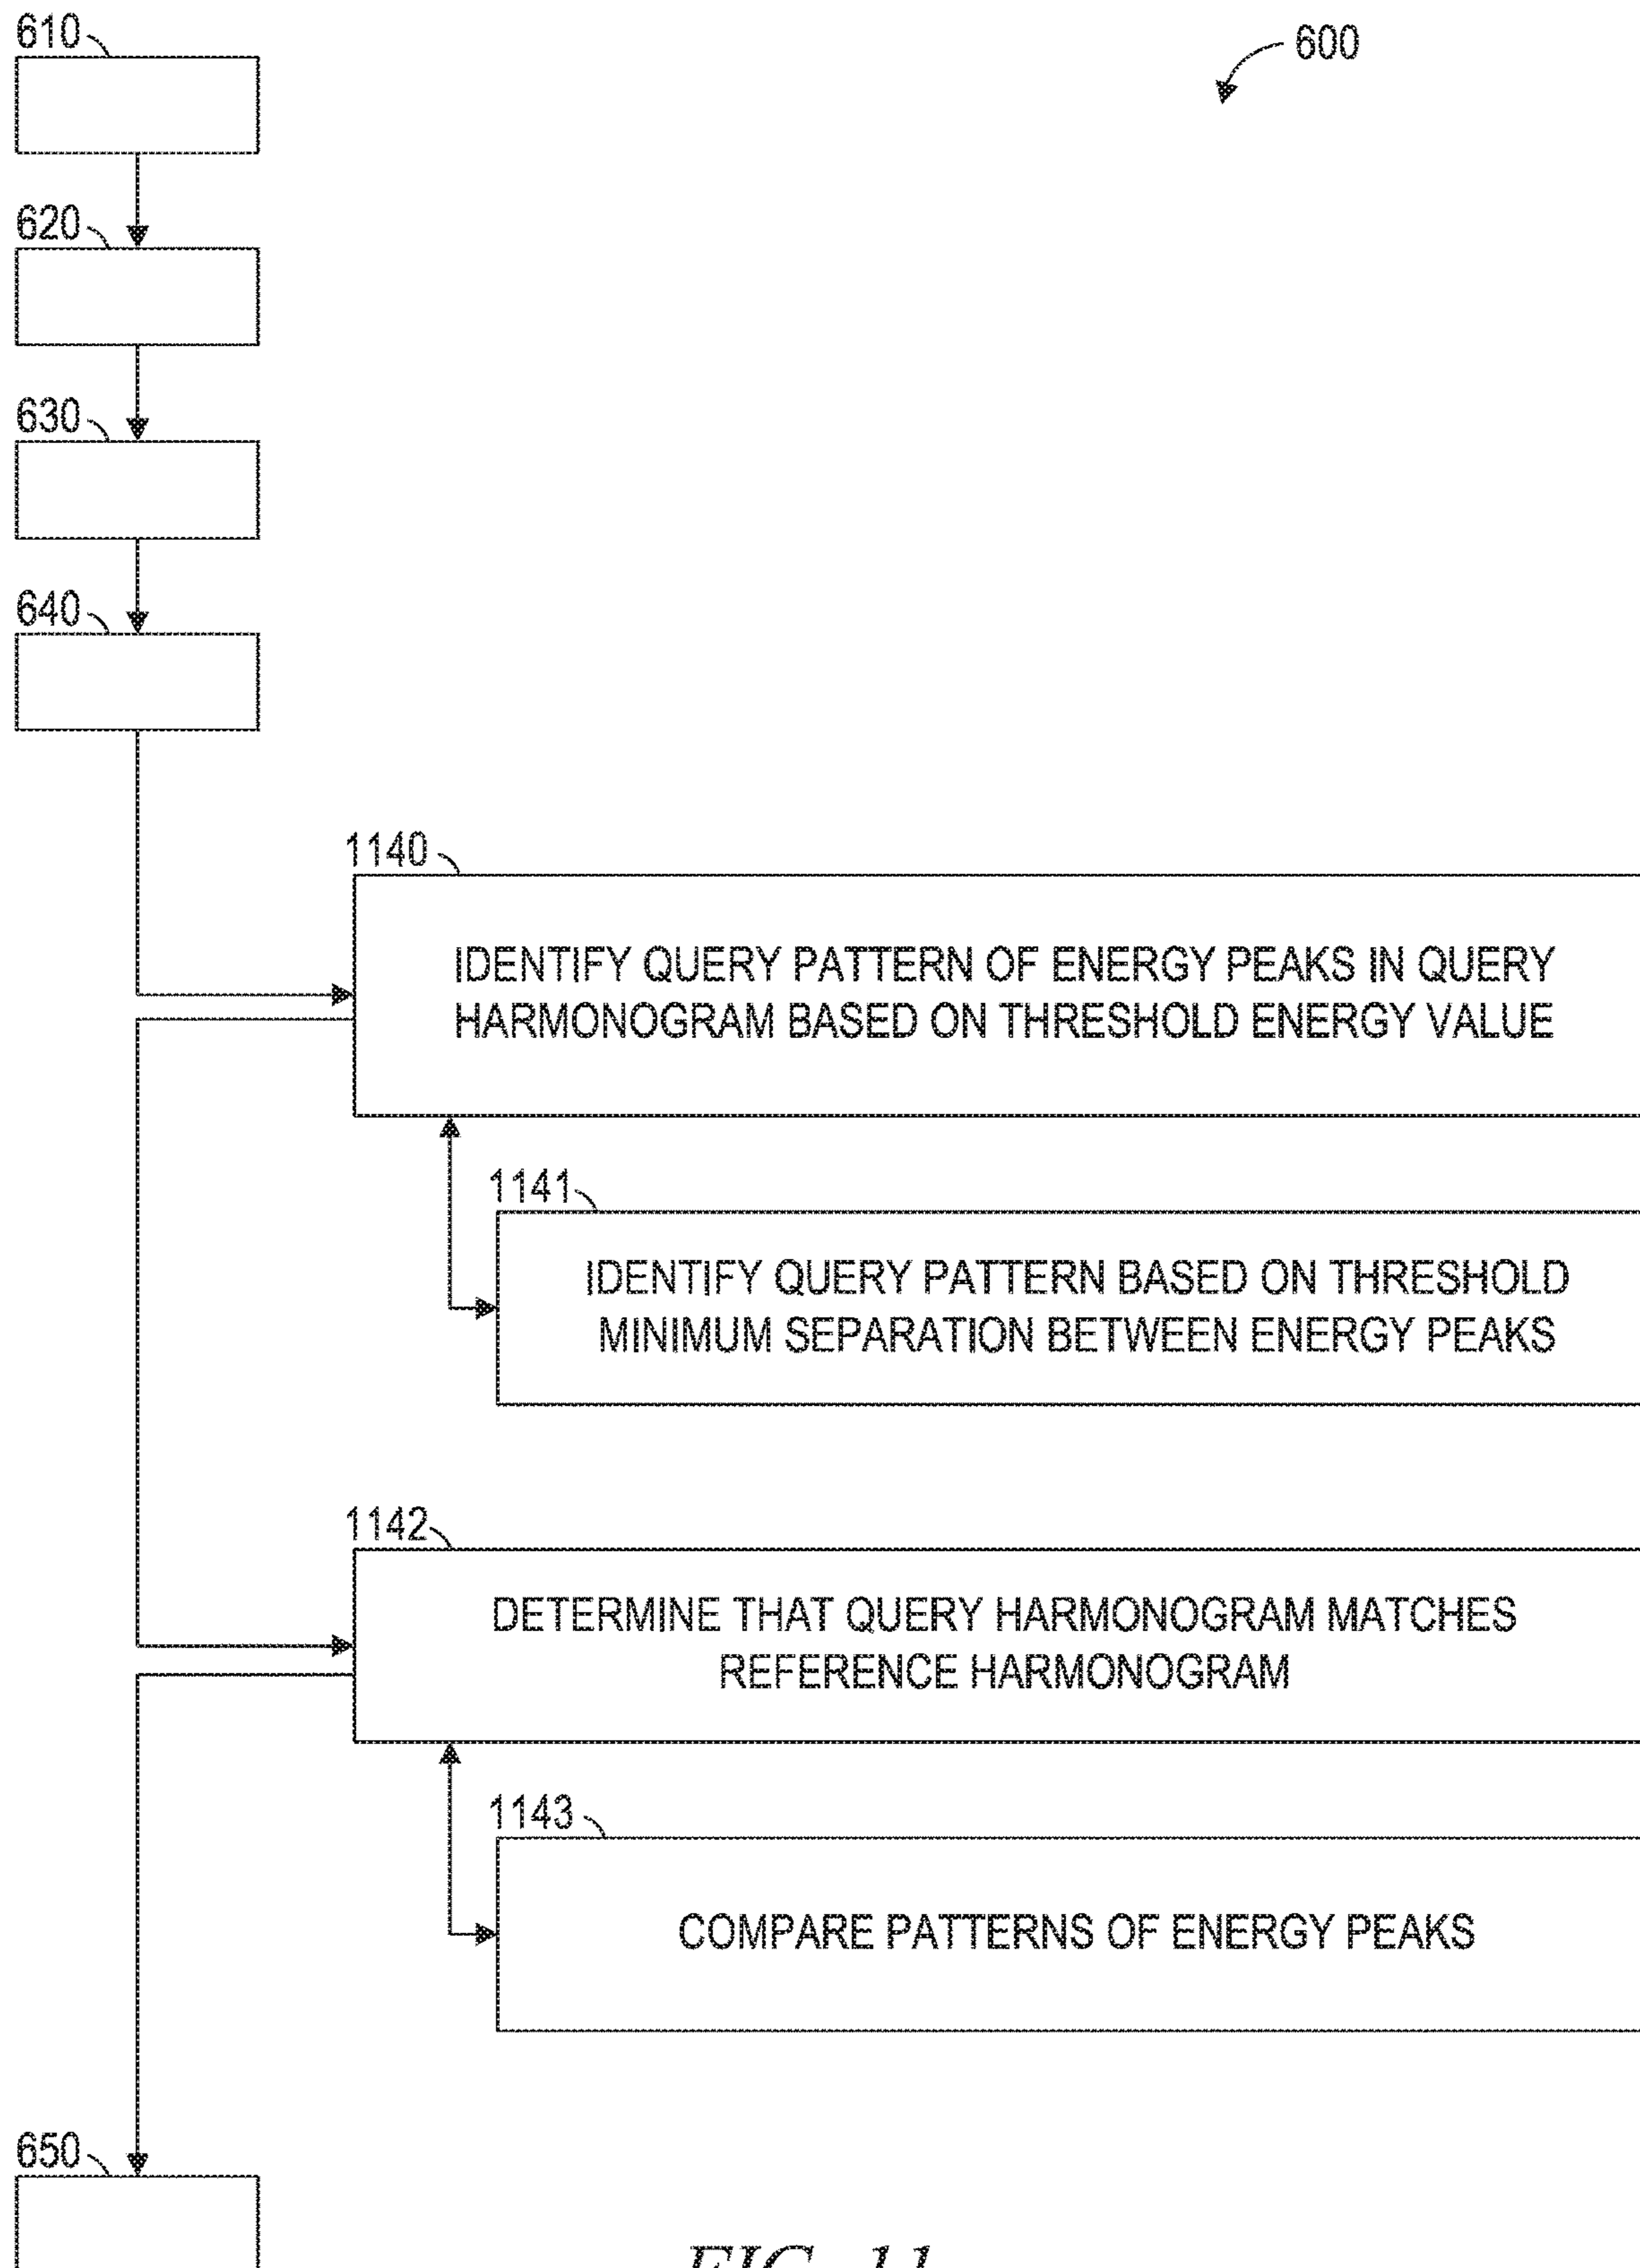 610
600
620
630
640
1140
IDENTIFY QUERY PATTERN OF ENERGY PEAKS IN QUERY
HARMONOGRAM BASED ON THRESHOLD ENERGY VALUE
1141
IDENTIFY QUERY PATTERN BASED ON THRESHOLD
MINIMUM SEPARATION BETWEEN ENERGY PEAKS
1142
DETERMINE THAT QUERY HARMONOGRAM MATCHES
REFERENCE HARMONOGRAM
1143
COMPARE PATTERNS OF ENERGY PEAKS
650
FIG. 11